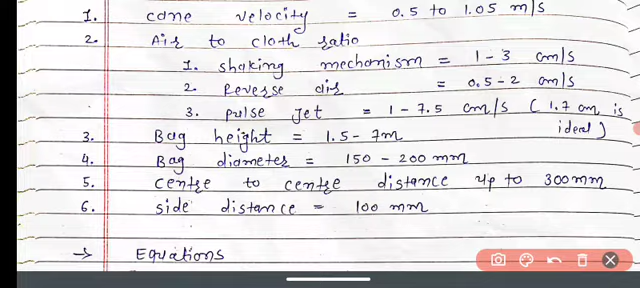 1. cane velocity = 0.5 to 1.05 m/s
2. Air to cloth ratio
1. shaking mechanism = 1 - 3 cm/s
2. Reverse air = 0.5 - 2 cm/s
3. pulse Jet = 1 - 7.5 cm/s ( 1.7 cm is ideal )
3. Bag height = 1.5 - 7m
4. Bag diameter = 150 - 200 mm
5. centre to centre distance up to 300mm
6. side distance = 100 mm
→ Equations